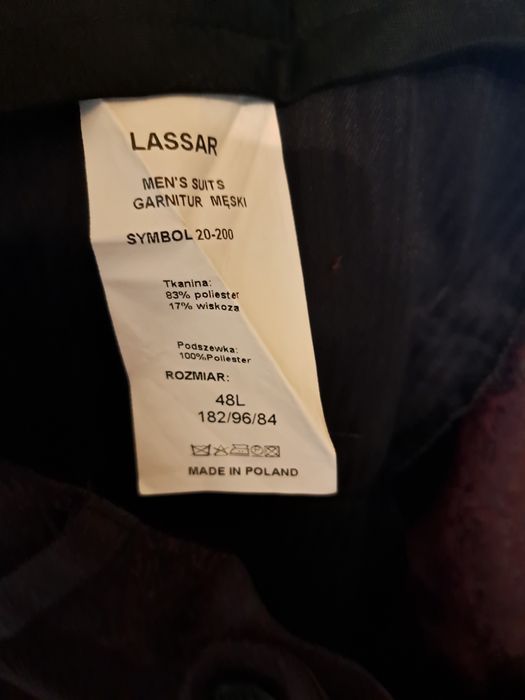 LASSAR
MEN'S SUITS
GARNITUR MĘSKI
SYMBOL 20-200
Tkanina:
83% poliester
17% wiskoza
Podszewka:
100%Poliester
ROZMIAR:
48L
182/96/84
MADE IN POLAND